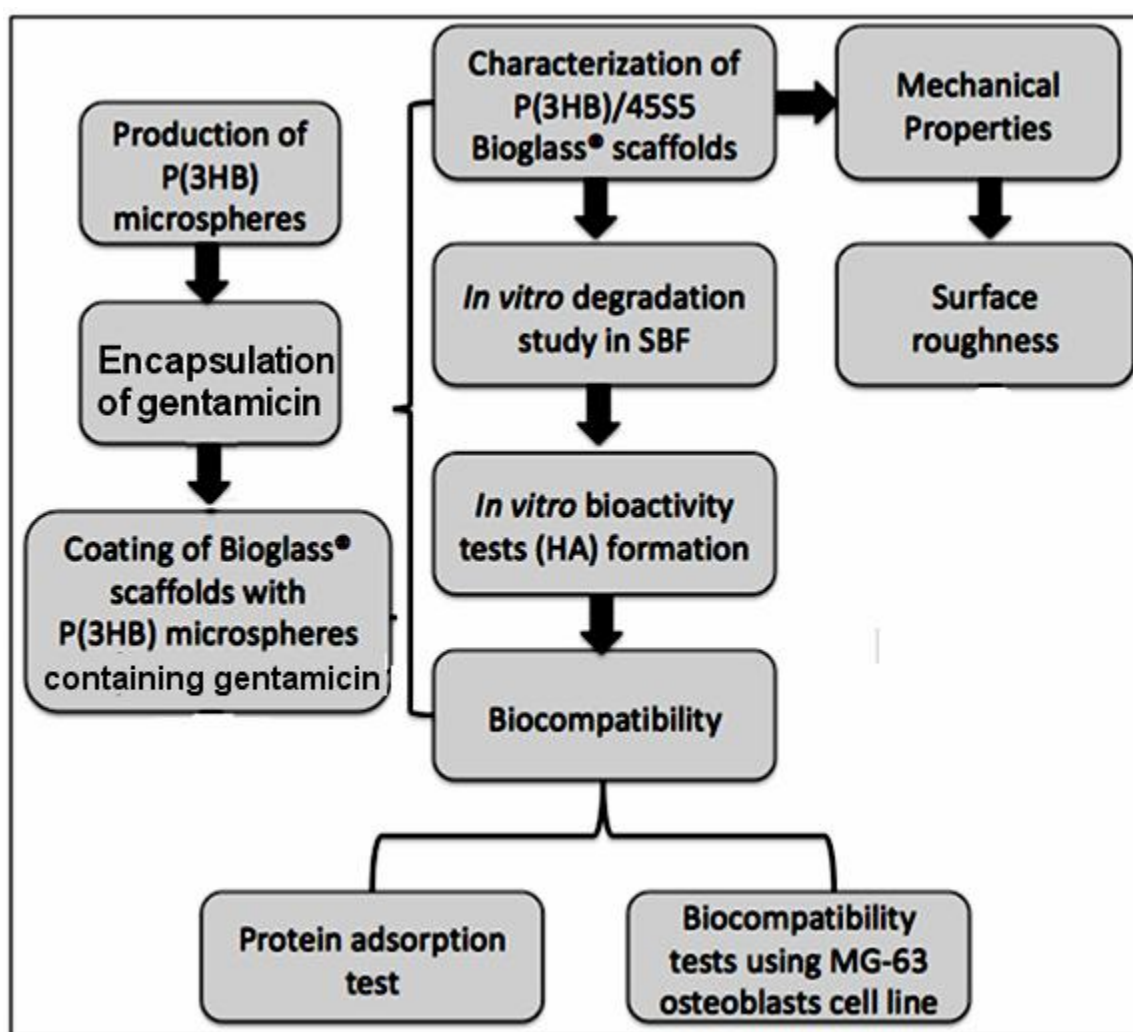 Production of
P(3HB)
microspheres
Encapsulation
of gentamicin
Coating of Bioglass®
scaffolds with
P(3HB) microspheres
containing gentamicin
Characterization of
P(3HB)/45S5
Bioglass® scaffolds
Mechanical
Properties
Surface
roughness
In vitro degradation
study in SBF
In vitro bioactivity
tests (HA) formation
Biocompatibility
Protein adsorption
test
Biocompatibility
tests using MG-63
osteoblasts cell line